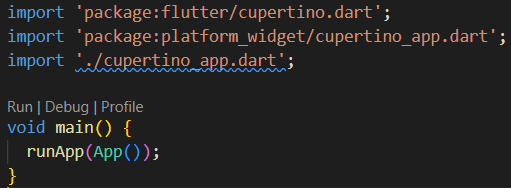 import 'package:flutter/cupertino.dart';
import 'package:platform_widget/cupertino_app.dart';
import './cupertino_app.dart';
Run | Debug | Profile
void main() {
  runApp(App());
}